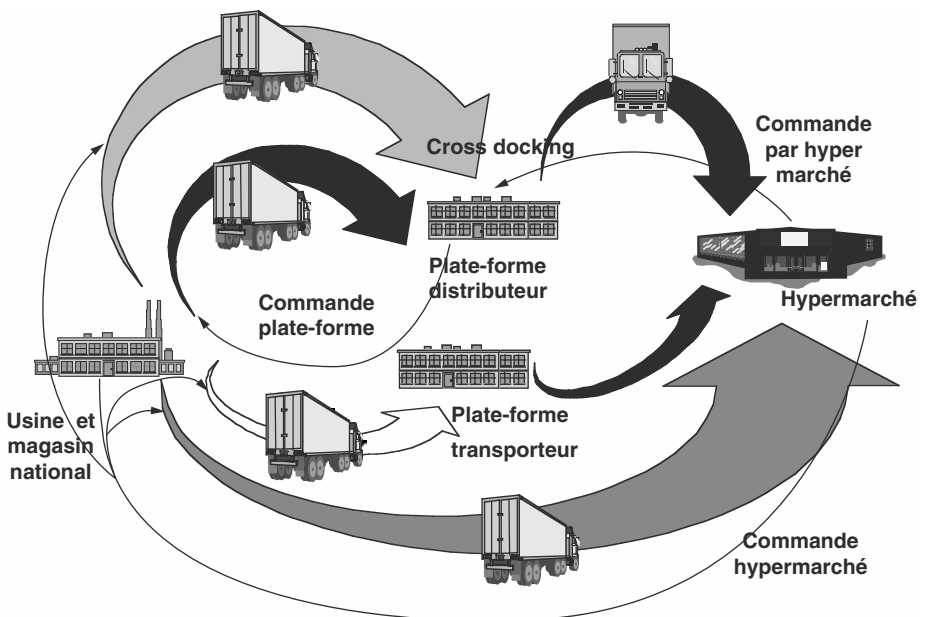 Cross docking
Commande
par hyper
marché
Plate-forme
distributeur
Hypermarché
Commande
plate-forme
Usine et
magasin
national
Plate-forme
transporteur
Commande
hypermarché